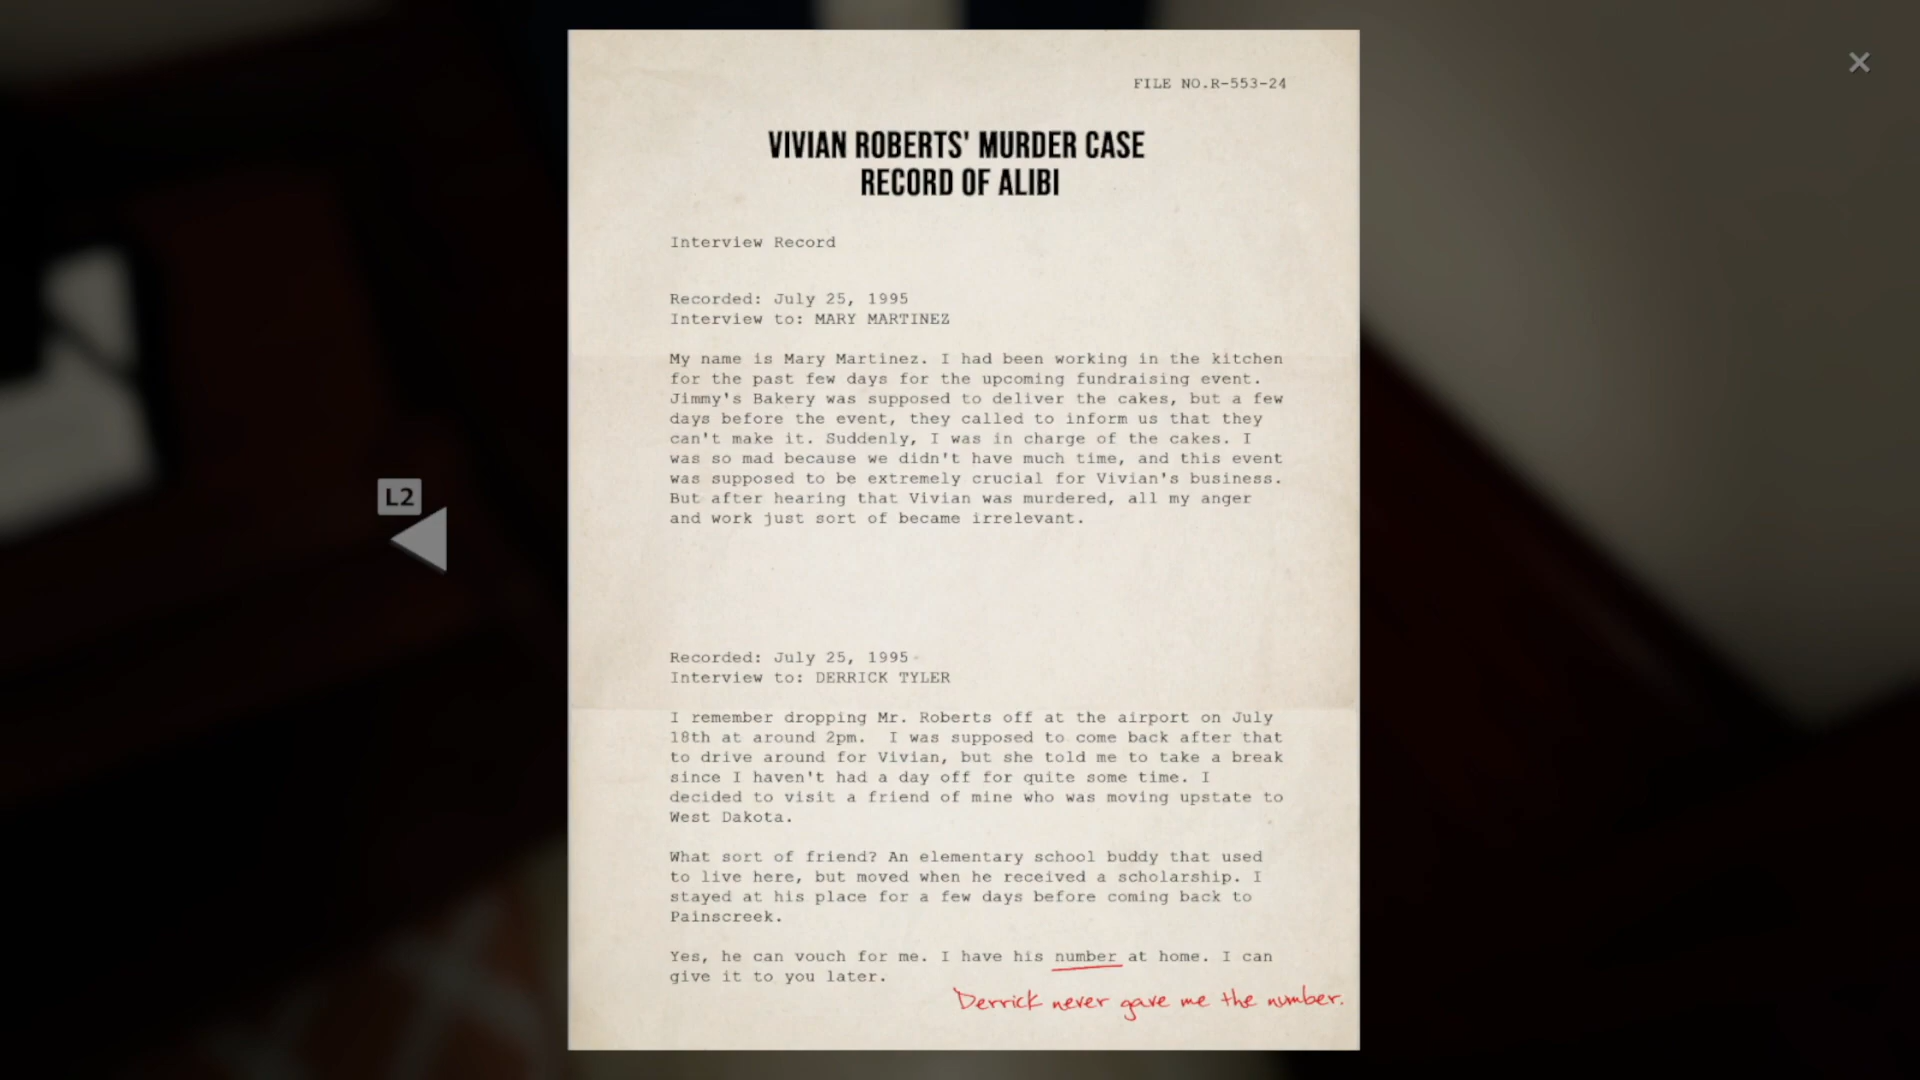 FILE NO.R-553-24
VIVIAN ROBERTS' MURDER CASE
RECORD OF ALIBI
Interview Record
Recorded: July 25, 1995
Interview to: MARY MARTINEZ
My name is Mary Martinez. I had been working in the kitchen
for the past few days for the upcoming fundraising event.
Jimmy's Bakery was supposed to deliver the cakes, but a few
days before the event, they called to inform us that they
can't make it. Suddenly, I was in charge of the cakes. I
was so mad because we didn't have much time, and this event
was supposed to be extremely crucial for Vivian's business.
But after hearing that Vivian was murdered, all my anger
and work just sort of became irrelevant.
L2
Recorded: July 25, 1995
Interview to: DERRICK TYLER
I remember dropping Mr. Roberts off at the airport on July
18th at around 2pm.  I was supposed to come back after that
to drive around for Vivian, but she told me to take a break
since I haven't had a day off for quite some time. I
decided to visit a friend of mine who was moving upstate to
West Dakota.
What sort of friend? An elementary school buddy that used
to live here, but moved when he received a scholarship. I
stayed at his place for a few days before coming back to
Painscreek.
Yes, he can vouch for me. I have his number at home. I can
give it to you later.
Derrick never gave me the number.